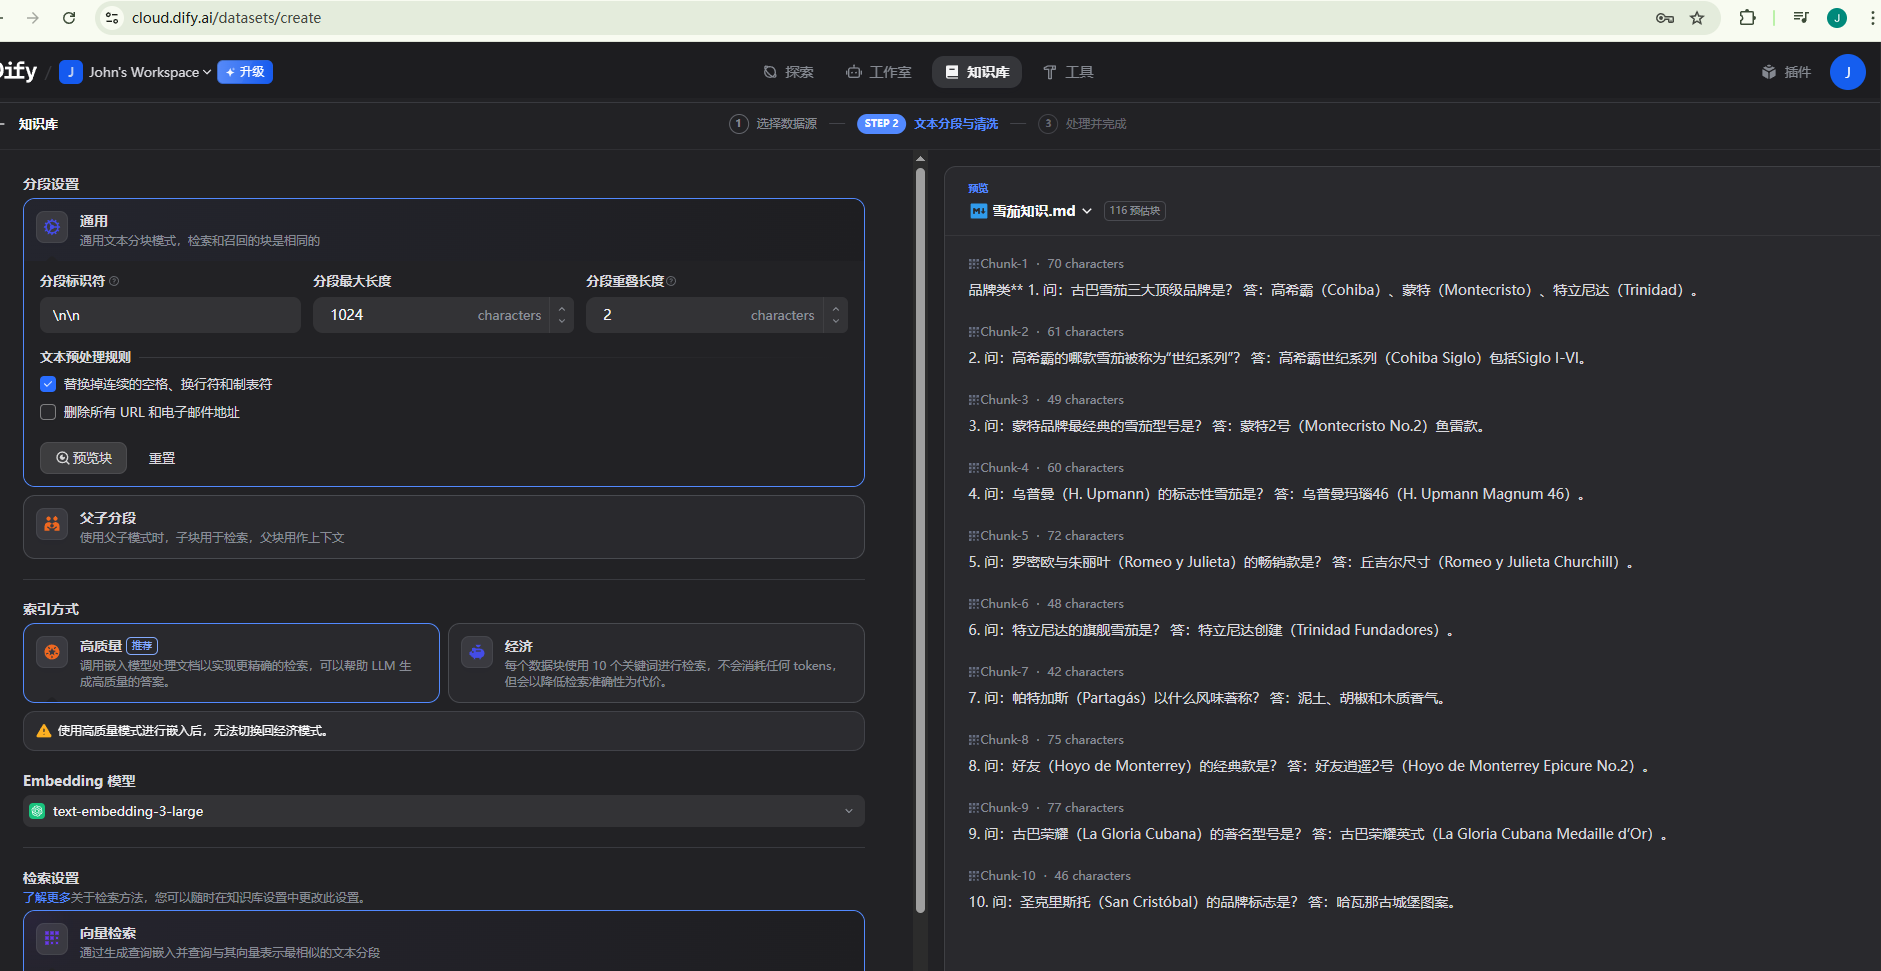 cloud.dify.ai/datasets/create
J
Dify / J John's Workspace 升级
探索 工作室 知识库 工具
插件 J
知识库
1 选择数据源 STEP 2 文本分段与清洗 3 处理并完成
分段设置
通用
通用文本分块模式，检索和召回的块是相同的
分段标识符 分段最大长度 分段重叠长度
\n\n 1024 characters 2 characters
文本预处理规则
替换掉连续的空格、换行符和制表符
删除所有 URL 和电子邮件地址
预览块 重置
父子分段
使用父子模式时，子块用于检索，父块用作上下文
索引方式
高质量 推荐
调用嵌入模型处理文档以实现更精确的检索，可以帮助 LLM 生
成高质量的答案。
经济
每个数据块使用 10 个关键词进行检索，不会消耗任何 tokens，
但会以降低检索准确性为代价。
使用高质量模式进行嵌入后，无法切换回经济模式。
Embedding 模型
text-embedding-3-large
检索设置
了解更多关于检索方法，您可以随时在知识库设置中更改此设置。
向量检索
通过生成查询嵌入并查询与其向量表示最相似的文本分段
预览
雪茄知识.md 116 预估块
Chunk-1 · 70 characters
品牌类** 1. 问：古巴雪茄三大顶级品牌是？ 答：高希霸（Cohiba）、蒙特（Montecristo）、特立尼达（Trinidad）。
Chunk-2 · 61 characters
2. 问：高希霸的哪款雪茄被称为“世纪系列”？ 答：高希霸世纪系列（Cohiba Siglo）包括Siglo I-VI。
Chunk-3 · 49 characters
3. 问：蒙特品牌最经典的雪茄型号是？ 答：蒙特2号（Montecristo No.2）鱼雷款。
Chunk-4 · 60 characters
4. 问：乌普曼（H. Upmann）的标志性雪茄是？ 答：乌普曼玛瑙46（H. Upmann Magnum 46）。
Chunk-5 · 72 characters
5. 问：罗密欧与朱丽叶（Romeo y Julieta）的畅销款是？ 答：丘吉尔尺寸（Romeo y Julieta Churchill）。
Chunk-6 · 48 characters
6. 问：特立尼达的旗舰雪茄是？ 答：特立尼达创建（Trinidad Fundadores）。
Chunk-7 · 42 characters
7. 问：帕特加斯（Partagás）以什么风味著称？ 答：泥土、胡椒和木质香气。
Chunk-8 · 75 characters
8. 问：好友（Hoyo de Monterrey）的经典款是？ 答：好友逍遥2号（Hoyo de Monterrey Epicure No.2）。
Chunk-9 · 77 characters
9. 问：古巴荣耀（La Gloria Cubana）的著名型号是？ 答：古巴荣耀英式（La Gloria Cubana Medaille d’Or）。
Chunk-10 · 46 characters
10. 问：圣克里斯托（San Cristóbal）的品牌标志是？ 答：哈瓦那古城堡图案。